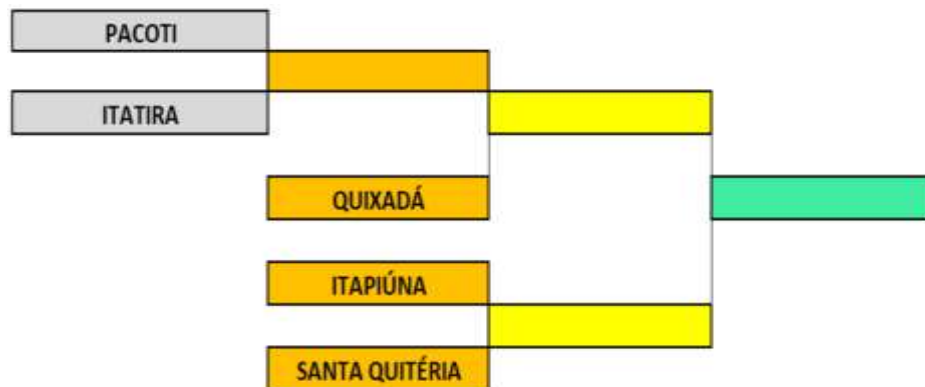 PACOTI
ITATIRA
QUIXADÁ
ITAPIÚNA
SANTA QUITÉRIA